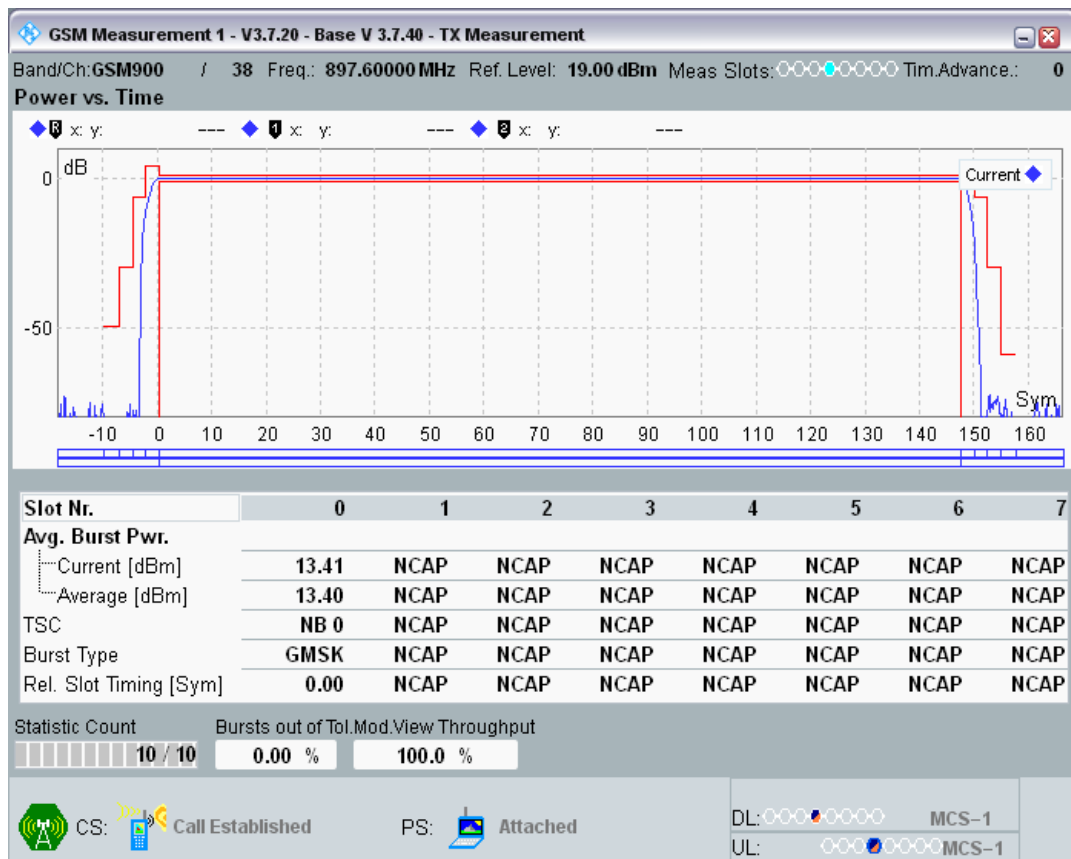 GSM Measurement 1 - V3.7.20 - Base V 3.7.40 - TX Measurement
Band/Ch:GSM900 / 38 Freq.: 897.60000 MHz Ref. Level: 19.00 dBm Meas Slots: Tim.Advance.: 0
Power vs. Time
R x: y: --- 1 x: y: --- 2 x: y: ---
dB
Current
0
-50
Sym
-10 0 10 20 30 40 50 60 70 80 90 100 110 120 130 140 150 160
Slot Nr. 0 1 2 3 4 5 6 7
Avg. Burst Pwr.
Current [dBm] 13.41 NCAP NCAP NCAP NCAP NCAP NCAP NCAP
Average [dBm] 13.40 NCAP NCAP NCAP NCAP NCAP NCAP NCAP
TSC NB 0 NCAP NCAP NCAP NCAP NCAP NCAP NCAP
Burst Type GMSK NCAP NCAP NCAP NCAP NCAP NCAP NCAP
Rel. Slot Timing [Sym] 0.00 NCAP NCAP NCAP NCAP NCAP NCAP NCAP
Statistic Count Bursts out of Tol.Mod.View Throughput
10 / 10 0.00 % 100.0 %
CS: Call Established PS: Attached
DL: MCS-1
UL: MCS-1